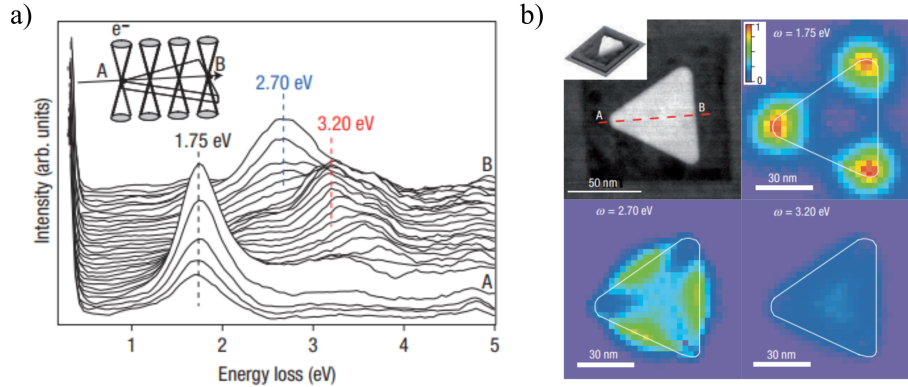 a)
e⁻
A
B
2.70 eV
3.20 eV
1.75 eV
B
A
Intensity (arb. units)
1
2
3
4
5
Energy loss (eV)
b)
A
B
50 nm
1
0
ω = 1.75 eV
30 nm
ω = 2.70 eV
30 nm
ω = 3.20 eV
30 nm